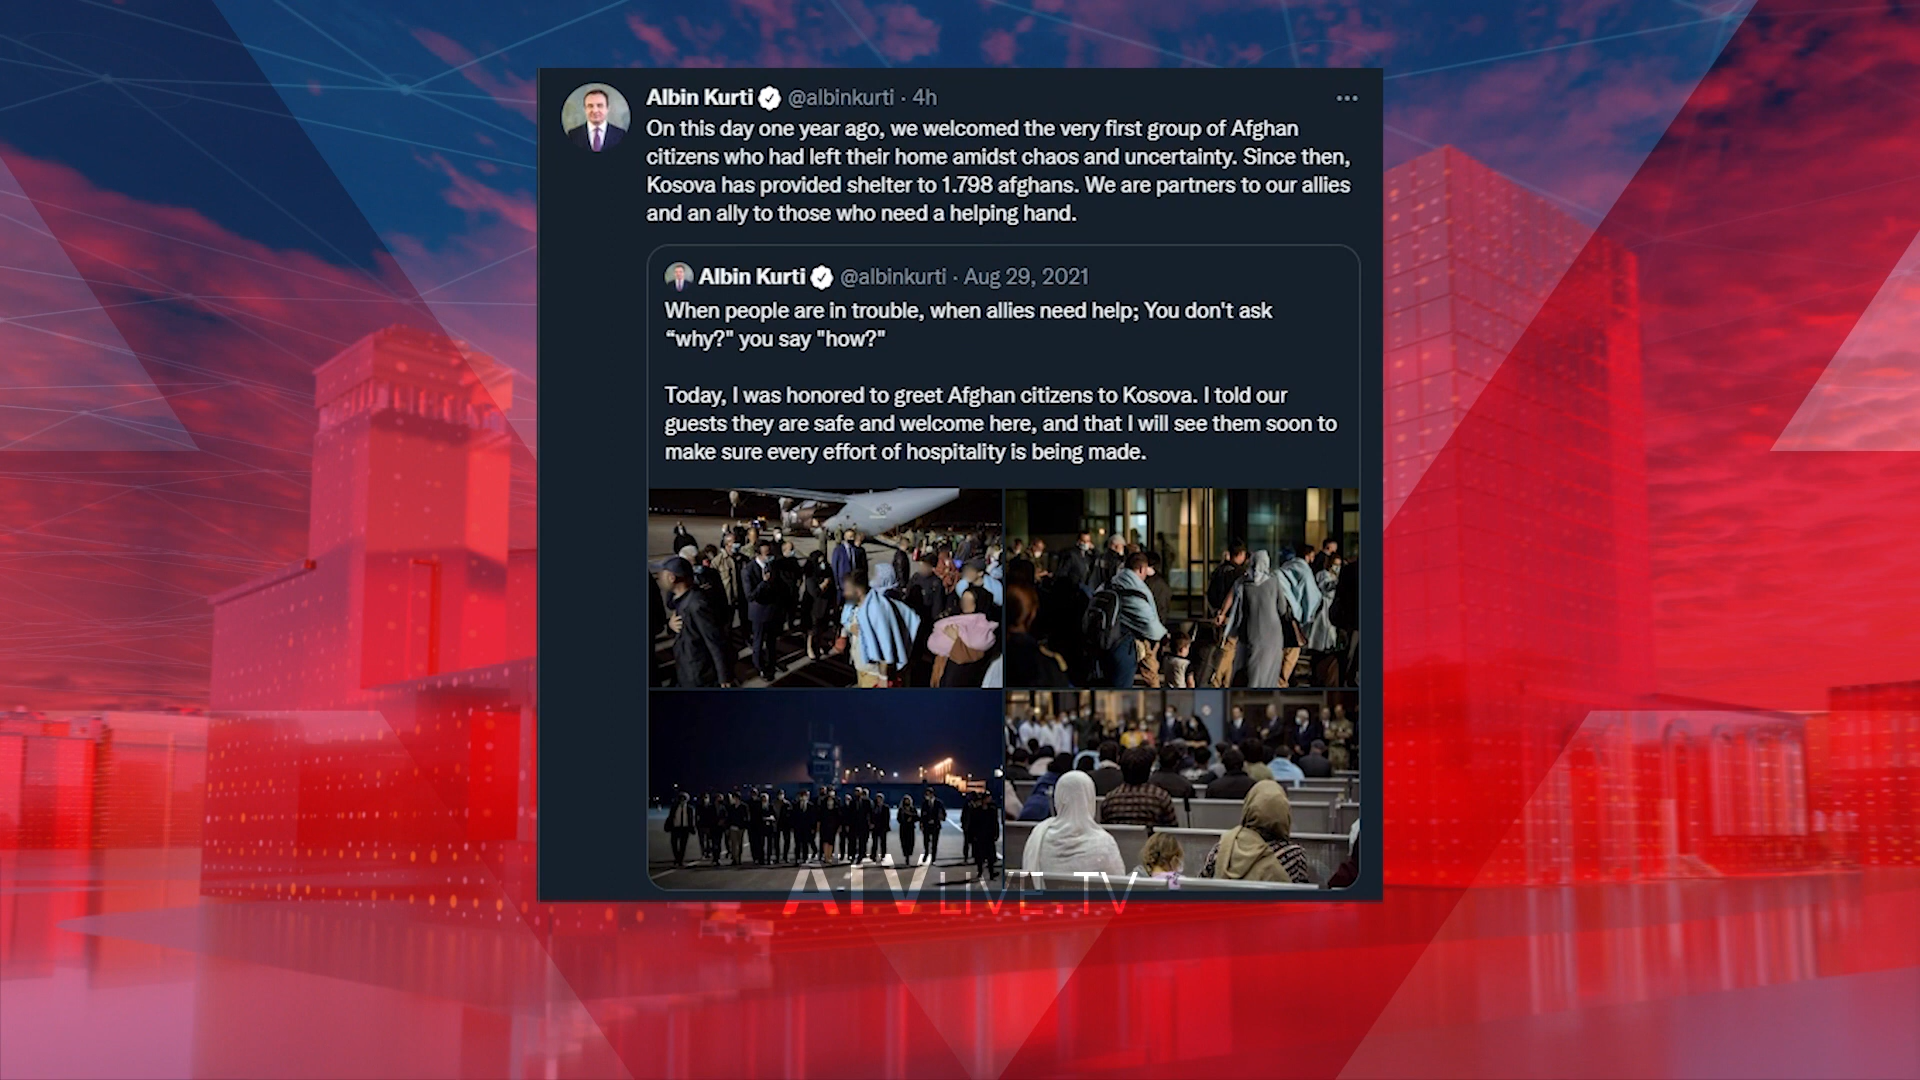 Albin Kurti @albinkurti · 4h
On this day one year ago, we welcomed the very first group of Afghan
citizens who had left their home amidst chaos and uncertainty. Since then,
Kosova has provided shelter to 1.798 afghans. We are partners to our allies
and an ally to those who need a helping hand.
Albin Kurti @albinkurti · Aug 29, 2021
When people are in trouble, when allies need help; You don't ask
“why?" you say "how?"
Today, I was honored to greet Afghan citizens to Kosova. I told our
guests they are safe and welcome here, and that I will see them soon to
make sure every effort of hospitality is being made.
ATVLIVE.TV